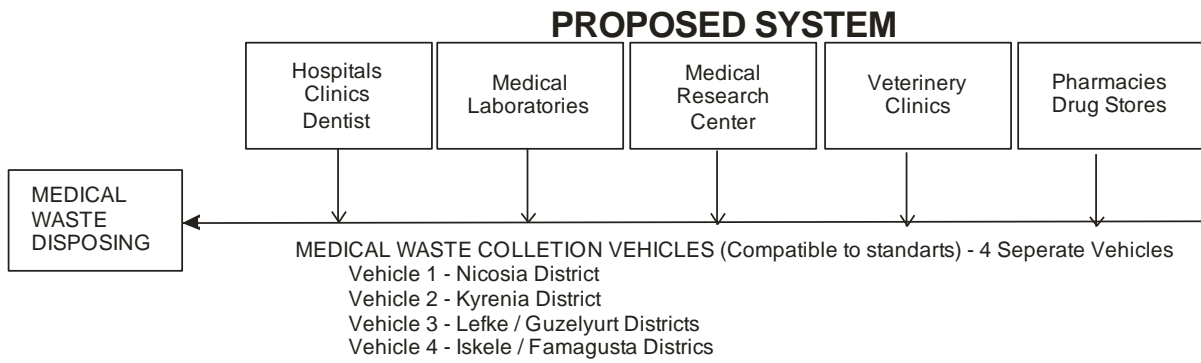 PROPOSED SYSTEM
Hospitals
Clinics
Dentist
Medical
Laboratories
Medical
Research
Center
Veterinery
Clinics
Pharmacies
Drug Stores
MEDICAL
WASTE
DISPOSING
MEDICAL WASTE COLLETION VEHICLES (Compatible to standarts) - 4 Seperate Vehicles
Vehicle 1 - Nicosia District
Vehicle 2 - Kyrenia District
Vehicle 3 - Lefke / Guzelyurt Districts
Vehicle 4 - Iskele / Famagusta Districs